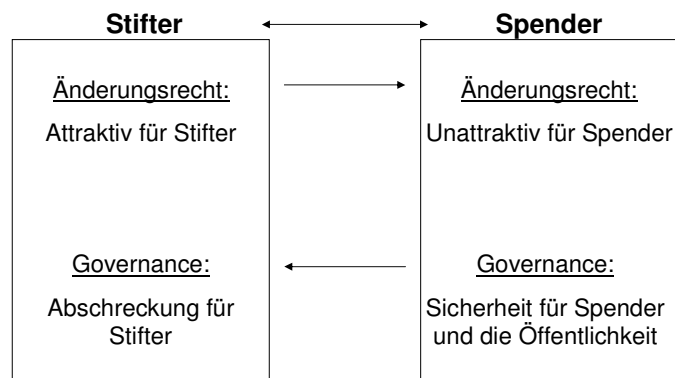 Stifter
Spender
Änderungsrecht:
Attraktiv für Stifter
Änderungsrecht:
Unattraktiv für Spender
Governance:
Abschreckung für
Stifter
Governance:
Sicherheit für Spender
und die Öffentlichkeit